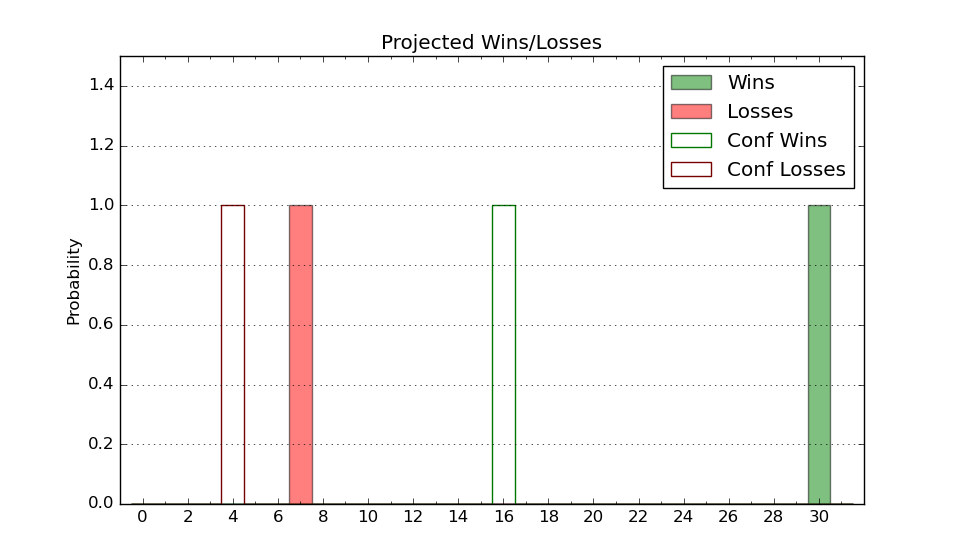 Projected Wins/Losses
Wins
Losses
Conf Wins
Conf Losses
Probability
1.4
1.2
1.0
0.8
0.6
0.4
0.2
0.0
0 2 4 6 8 10 12 14 16 18 20 22 24 26 28 30